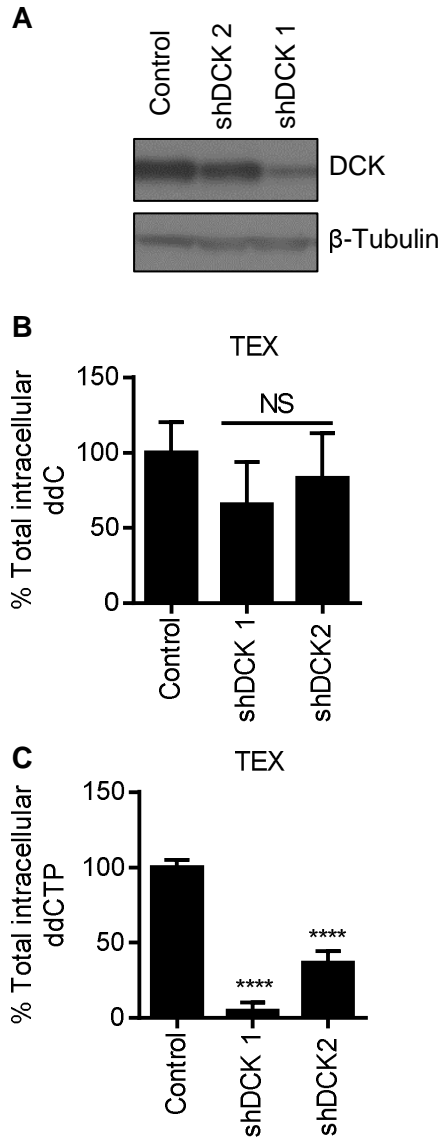 A
Control
shDCK 2
shDCK 1
DCK
β-Tubulin
B
TEX
% Total intracellular
ddC
150
100
50
0
NS
Control
shDCK 1
shDCK2
C
TEX
% Total intracellular
ddCTP
150
100
50
0
****
****
Control
shDCK 1
shDCK2